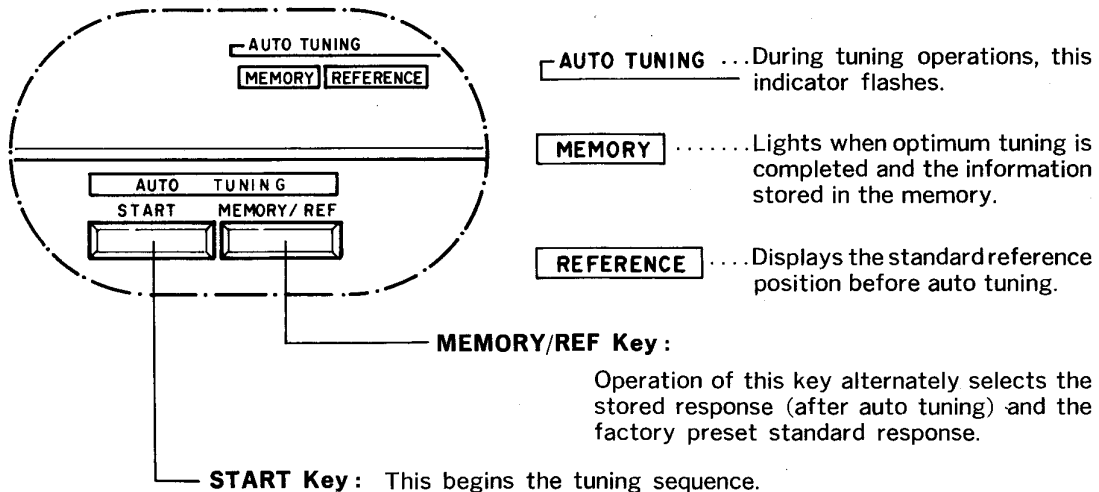 AUTO TUNING
MEMORY REFERENCE
AUTO TUNING
START MEMORY/ REF
AUTO TUNING ...During tuning operations, this
indicator flashes.
MEMORY .......Lights when optimum tuning is
completed and the information
stored in the memory.
REFERENCE ....Displays the standard reference
position before auto tuning.
MEMORY/REF Key:
Operation of this key alternately selects the
stored response (after auto tuning) and the
factory preset standard response.
START Key: This begins the tuning sequence.